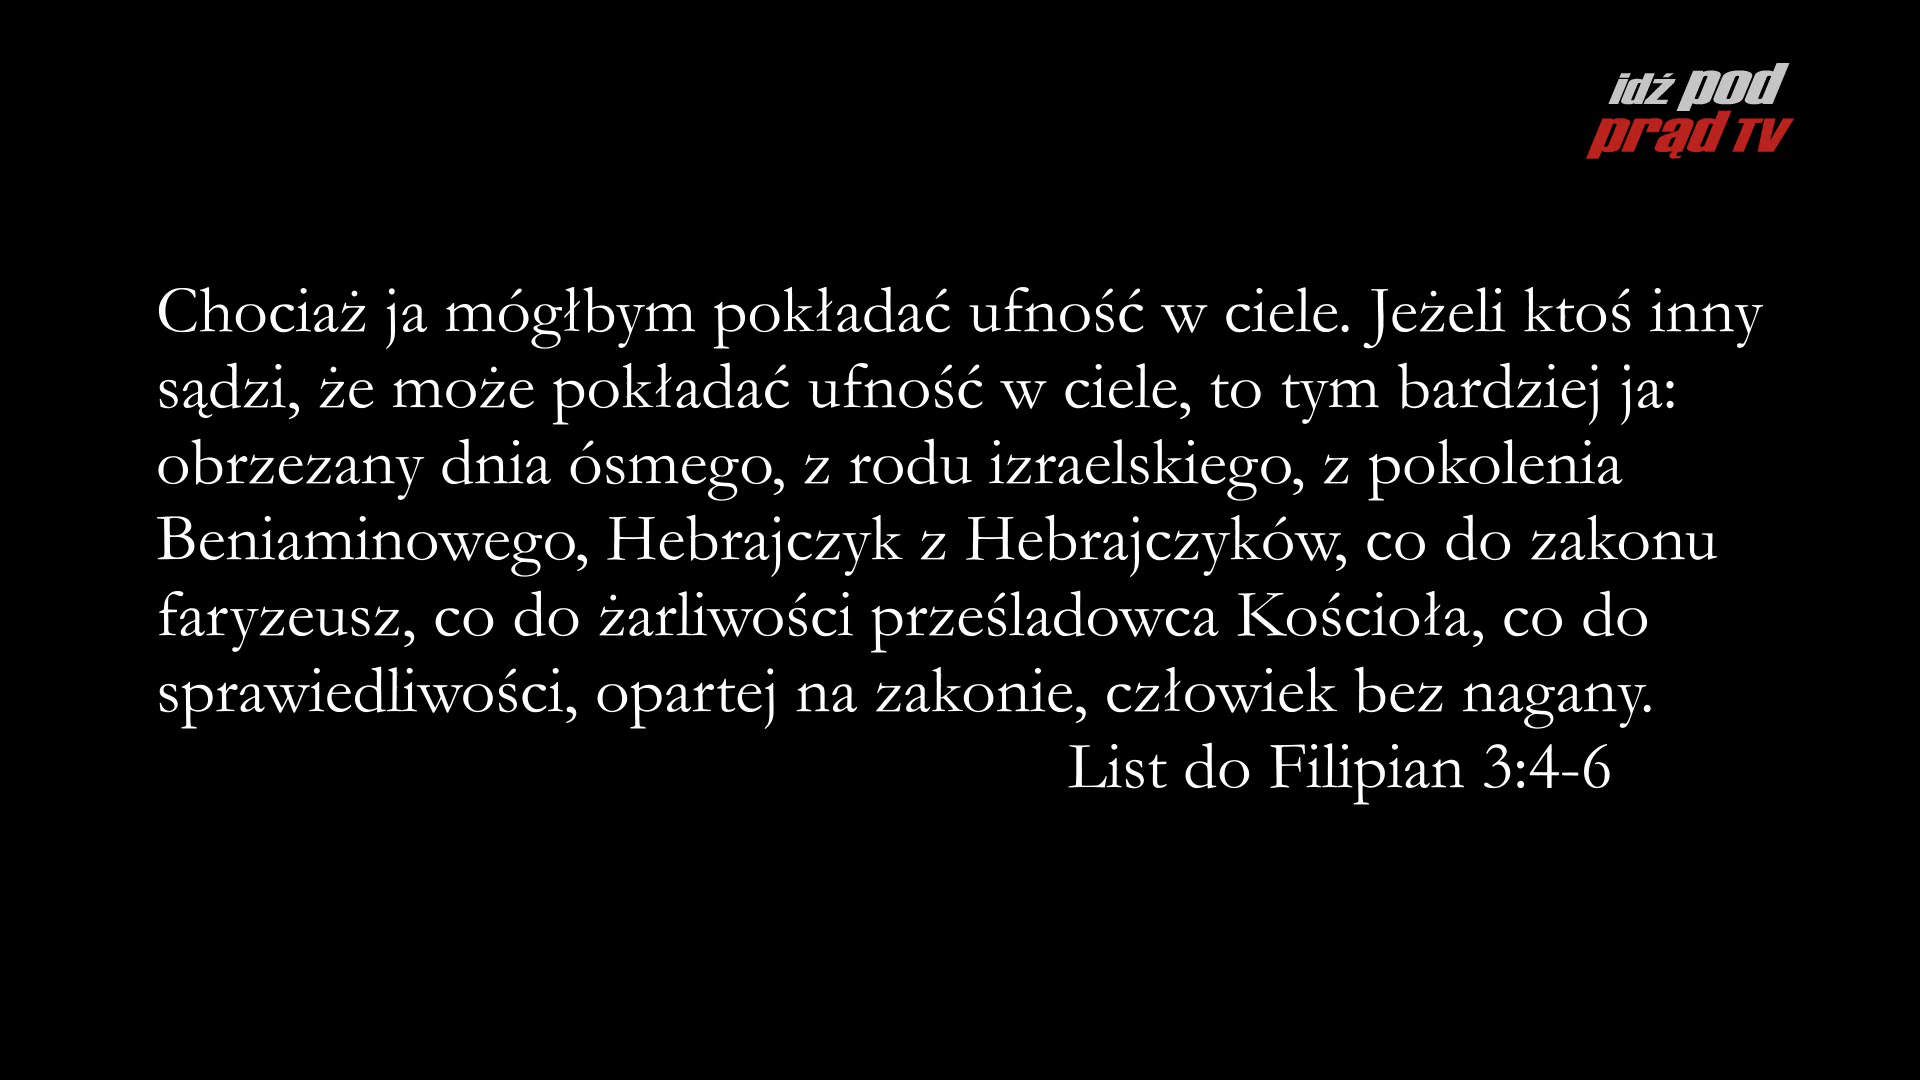 idź pod
prąd TV
Chociaż ja mógłbym pokładać ufność w ciele. Jeżeli ktoś inny
sądzi, że może pokładać ufność w ciele, to tym bardziej ja:
obrzezany dnia ósmego, z rodu izraelskiego, z pokolenia
Beniaminowego, Hebrajczyk z Hebrajczyków, co do zakonu
faryzeusz, co do żarliwości prześladowca Kościoła, co do
sprawiedliwości, opartej na zakonie, człowiek bez nagany.
List do Filipian 3:4-6